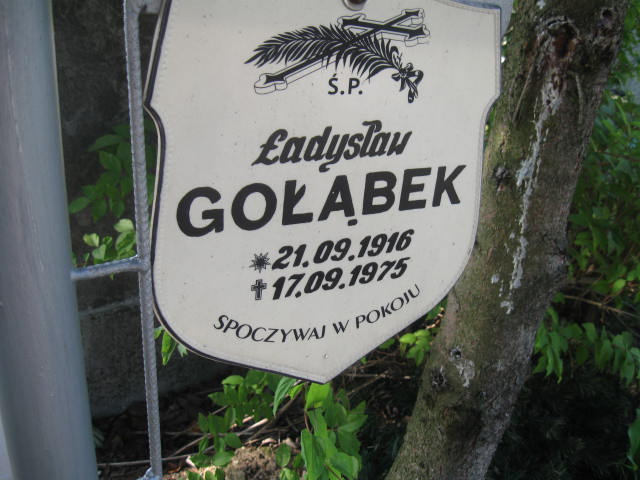 Ś.P.
Ładysław
GOŁĄBEK
21.09.1916
17.09.1975
SPOCZYWAJ W POKOJU